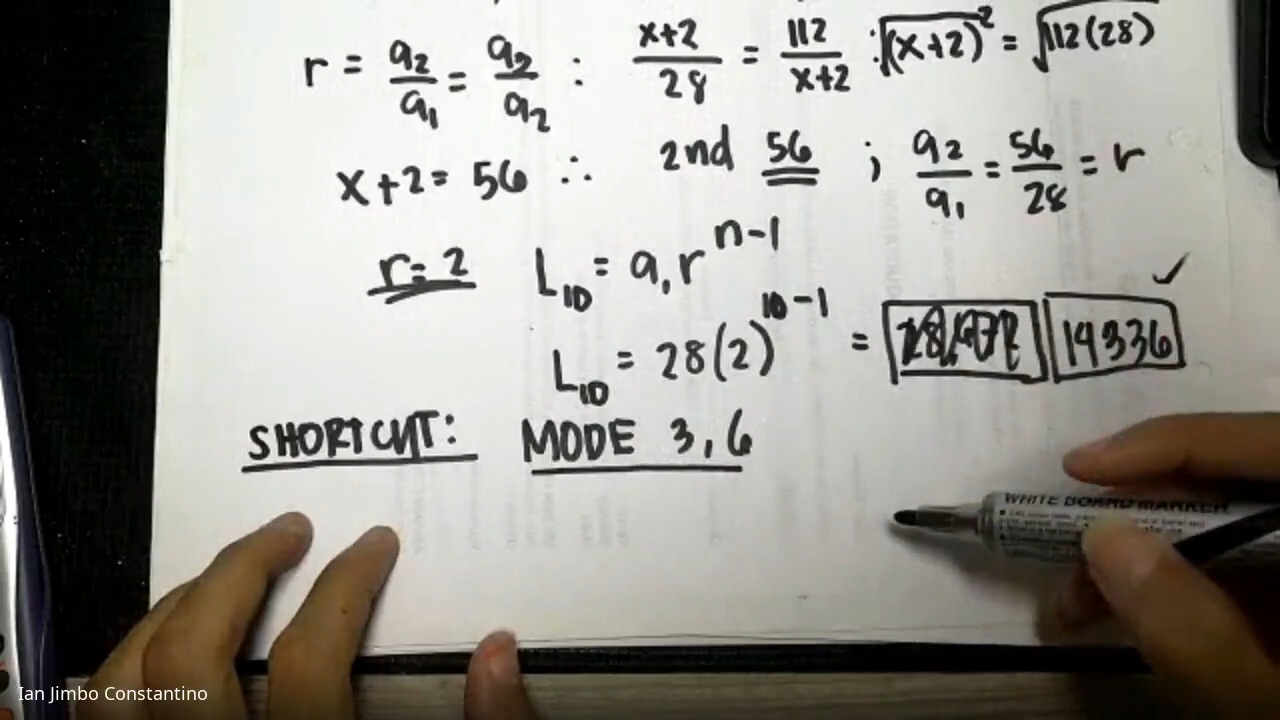 r = a₂/a₁ = a₃/a₂ : x+2/28 = 112/x+2 ∶ √(x+2)² = √112(28)
x+2 = 56 ∴ 2nd 56 ; a₂/a₁ = 56/28 = r
r = 2 L₁₀ = a₁rⁿ⁻¹
L₁₀ = 28(2)¹⁰⁻¹ = 14336 ✓
SHORTCUT: MODE 3,6
WHITE BOARD MARKER
Ian Jimbo Constantino